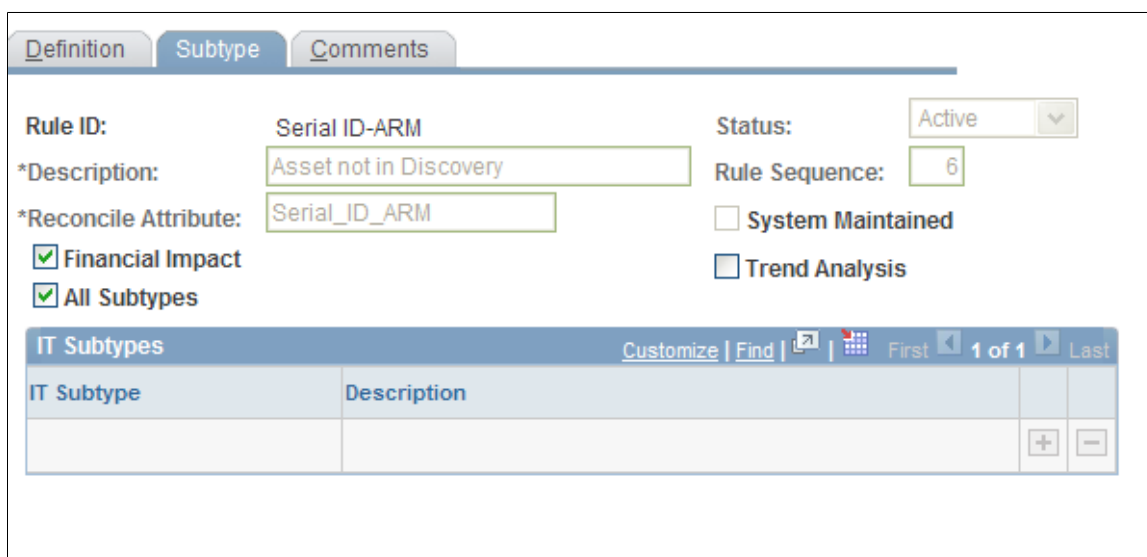 Definition Subtype Comments
Rule ID: Serial ID-ARM Status: Active
*Description: Asset not in Discovery Rule Sequence: 6
*Reconcile Attribute: Serial_ID_ARM System Maintained
Financial Impact Trend Analysis
All Subtypes
IT Subtypes Customize | Find | | First 1 of 1 Last
IT Subtype Description